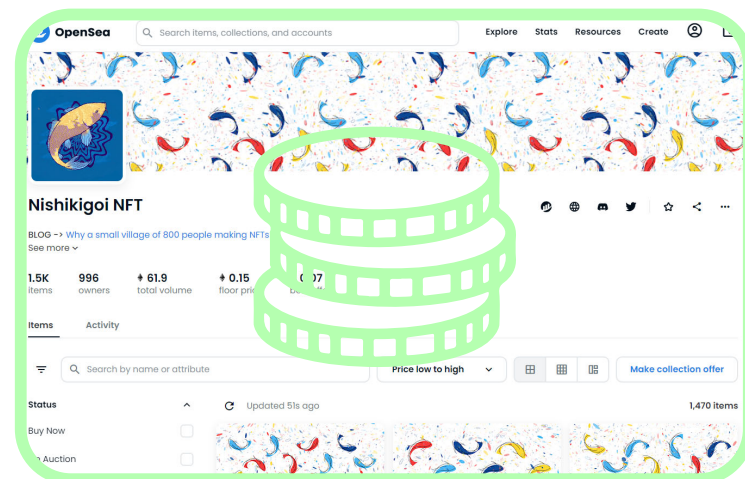 OpenSea
Search items, collections, and accounts
Explore Stats Resources Create
Nishikigoi NFT
BLOG -> Why a small village of 800 people making NFTs
See more
1.5K 996 61.9 0.15 07
items owners total volume floor
Items Activity
Search by name or attribute
Price low to high
Make collection offer
Status
Updated 51s ago
1,470 items
Buy Now
Auction